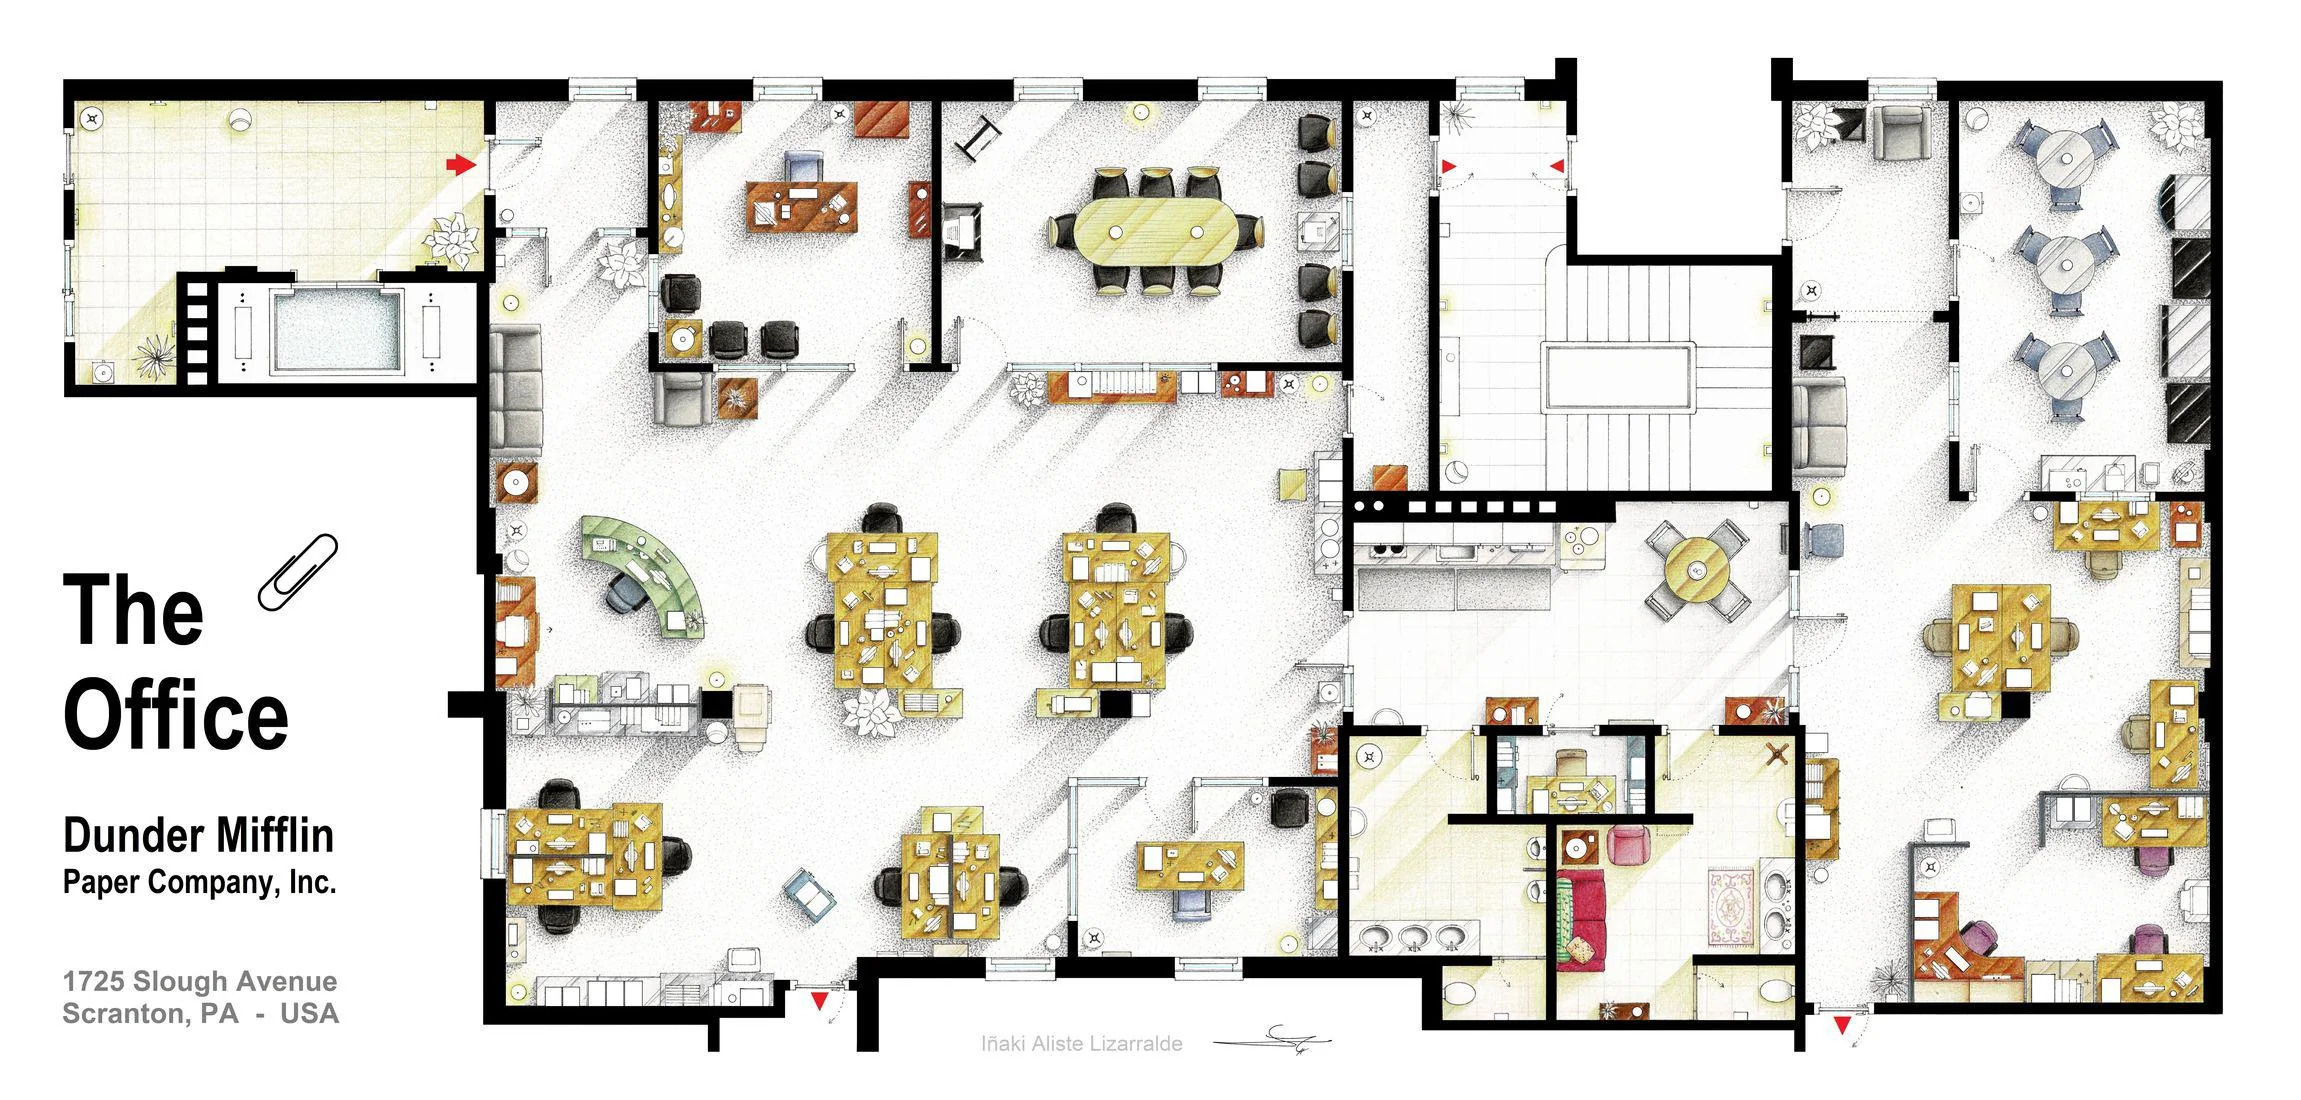 The
Office
Dunder Mifflin
Paper Company, Inc.
1725 Slough Avenue
Scranton, PA - USA
Iñaki Aliste Lizarralde